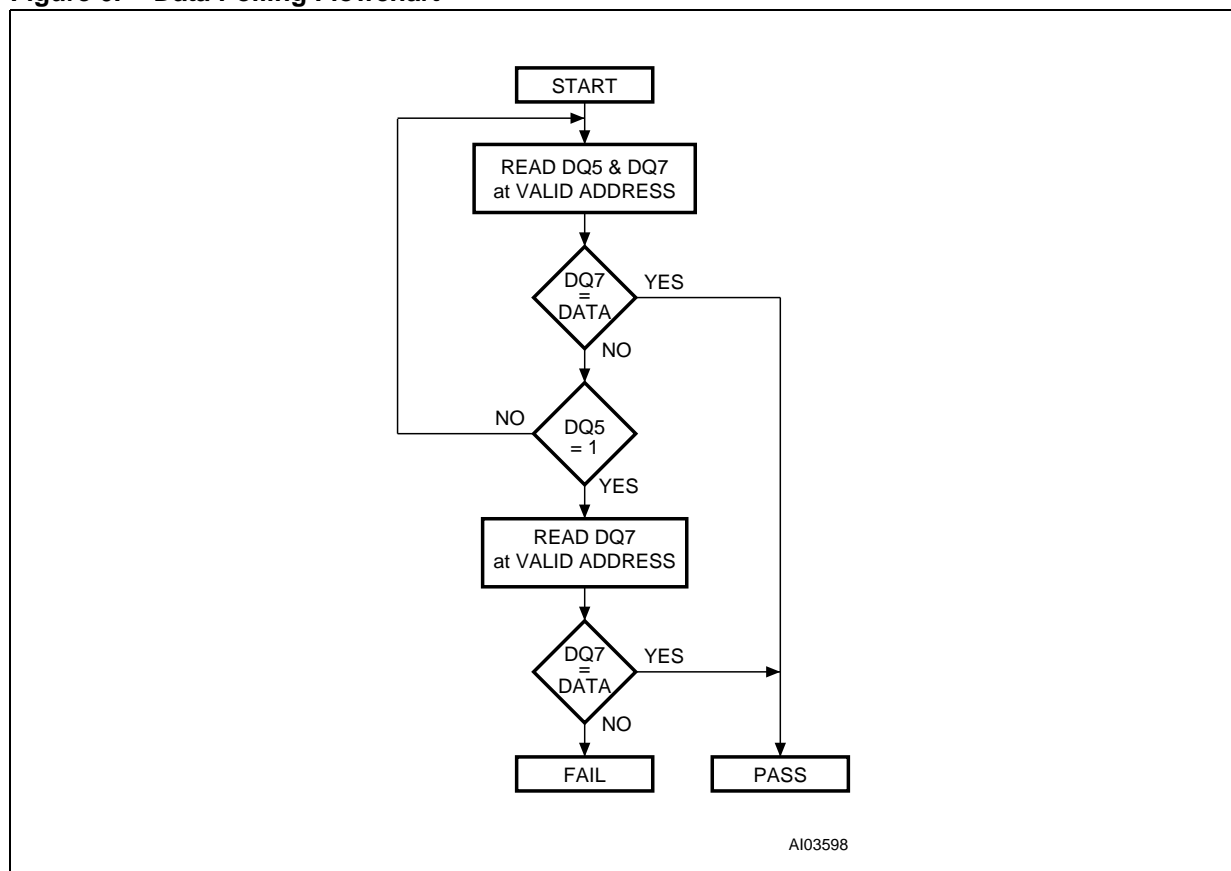 START
READ DQ5 & DQ7
at VALID ADDRESS
DQ7
=
DATA
YES
NO
NO
DQ5
= 1
YES
READ DQ7
at VALID ADDRESS
DQ7
=
DATA
YES
NO
FAIL
PASS
AI03598